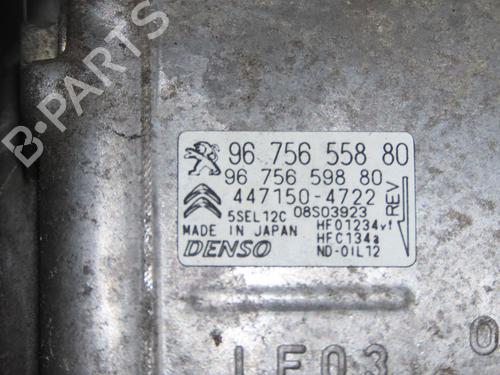 B-PARTS
96 756 558 80
96 756 598 80
447150-4722
5SEL12C 08S03923
MADE IN JAPAN HFO1234yf
DENSO HFC134a
ND-OIL12
REV